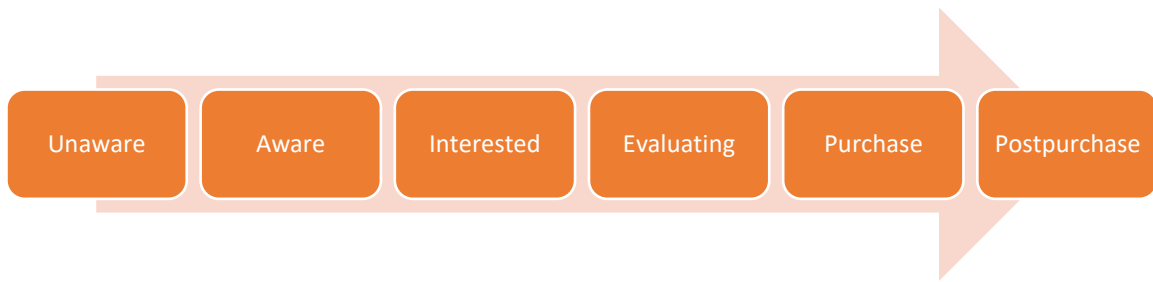 Unaware
Aware
Interested
Evaluating
Purchase
Postpurchase